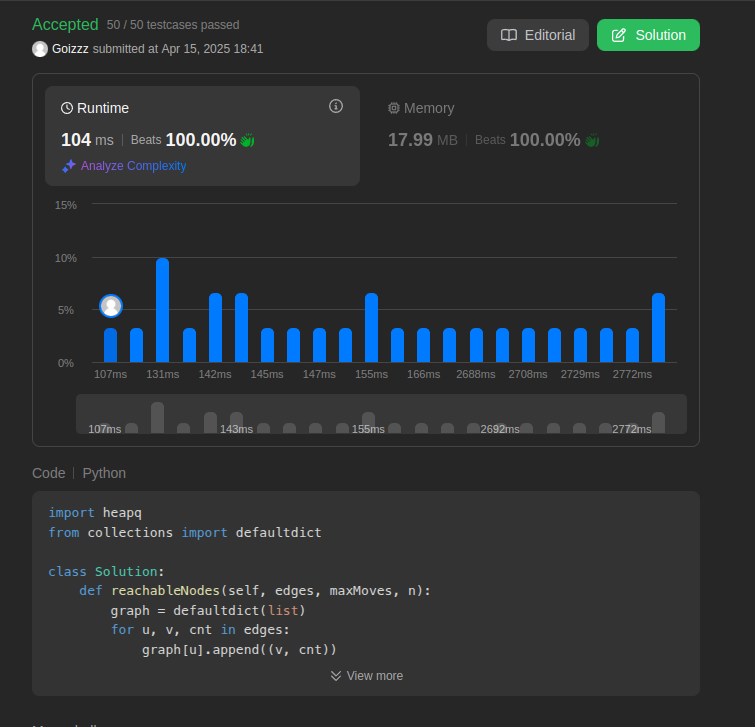 Accepted 50 / 50 testcases passed
Goizzz submitted at Apr 15, 2025 18:41
Editorial
Solution
Runtime
104 ms | Beats 100.00%
Analyze Complexity
Memory
17.99 MB | Beats 100.00%
15%
10%
5%
0%
107ms 131ms 142ms 145ms 147ms 155ms 166ms 2688ms 2708ms 2729ms 2772ms
107ms 143ms 155ms 2692ms 2772ms
Code | Python
import heapq
from collections import defaultdict
class Solution:
    def reachableNodes(self, edges, maxMoves, n):
        graph = defaultdict(list)
        for u, v, cnt in edges:
            graph[u].append((v, cnt))
View more